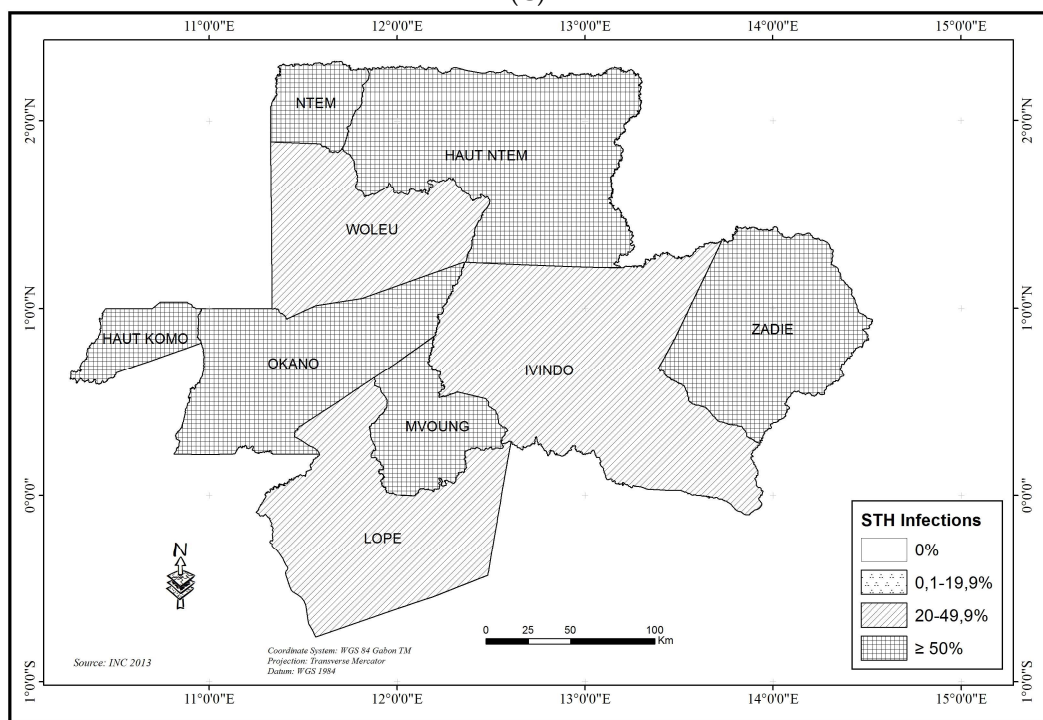 11°0'0"E 12°0'0"E 13°0'0"E 14°0'0"E 15°0'0"E
NTEM
2°0'0"N 2°0'0"N
HAUT NTEM
WOLEU
1°0'0"N 1°0'0"N
HAUT KOMO
ZADIE
OKANO
IVINDO
MVOUNG
0°0'0" 0°0'0"
LOPE
STH Infections
0%
0,1-19,9%
20-49,9%
≥ 50%
N
0 25 50 100
Km
Source: INC 2013
Coordinate System: WGS 84 Gabon TM
Projection: Transverse Mercator
Datum: WGS 1984
1°0'0"S 1°0'0"S
11°0'0"E 12°0'0"E 13°0'0"E 14°0'0"E 15°0'0"E